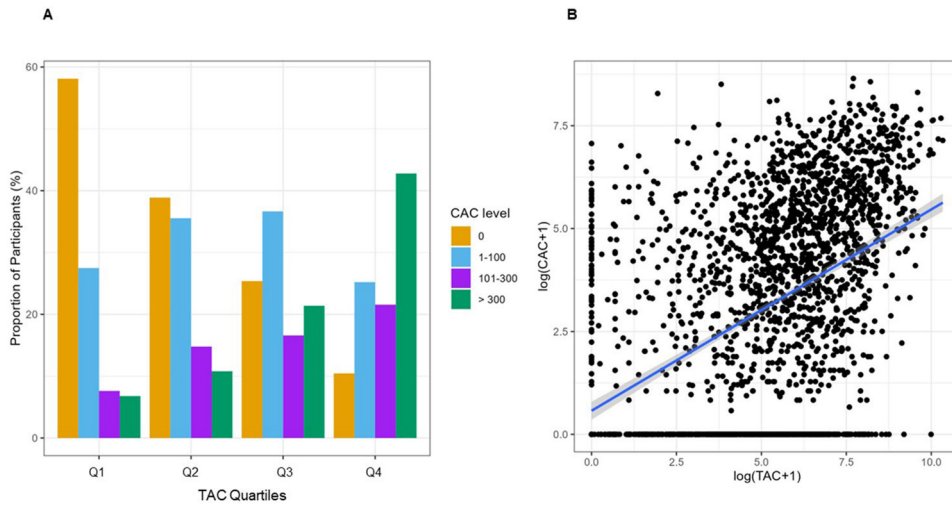 A
Proportion of Participants (%)
60
40
20
0
Q1 Q2 Q3 Q4
TAC Quartiles
CAC level
0
1-100
101-300
> 300
B
log(CAC+1)
7.5
5.0
2.5
0.0
0.0 2.5 5.0 7.5 10.0
log(TAC+1)